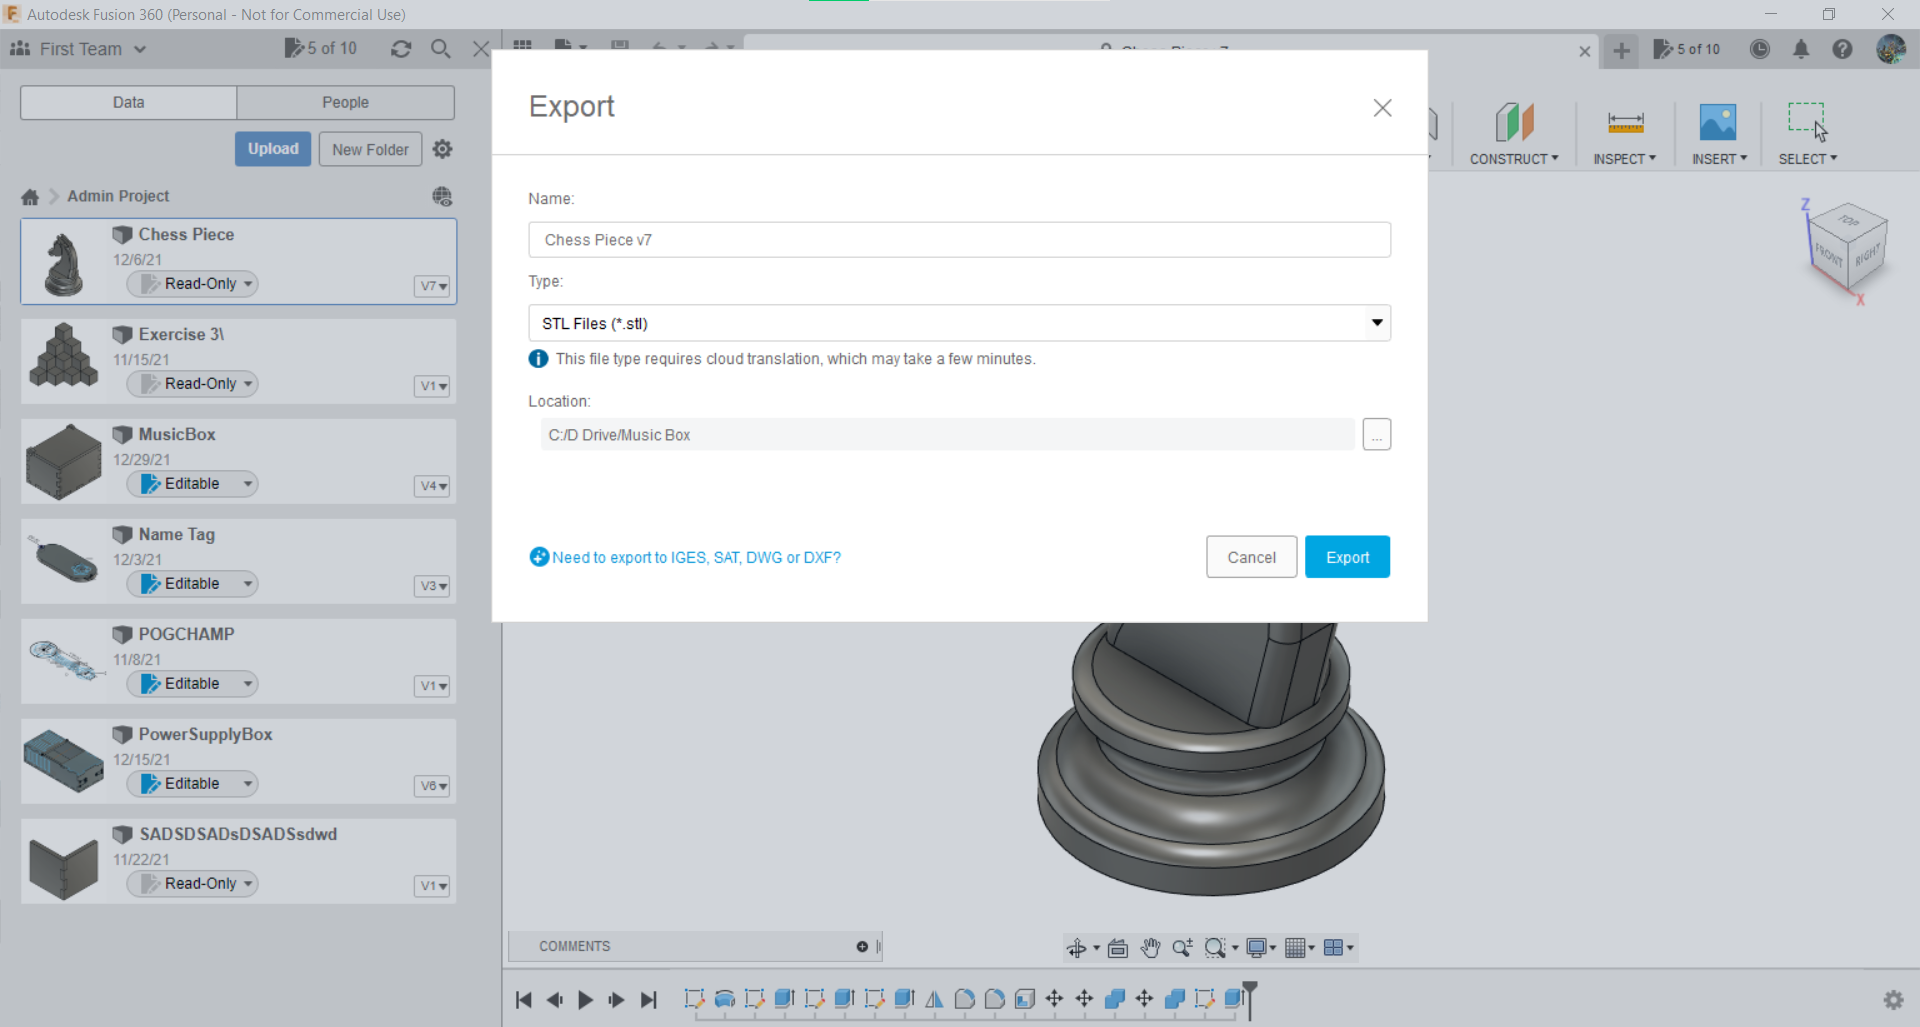 Autodesk Fusion 360 (Personal - Not for Commercial Use)
First Team
5 of 10
5 of 10
Data
People
Upload
New Folder
Admin Project
Chess Piece
12/6/21
Read-Only
V7
Exercise 3\
11/15/21
Read-Only
V1
MusicBox
12/29/21
Editable
V4
Name Tag
12/3/21
Editable
V3
POGCHAMP
11/8/21
Editable
V1
PowerSupplyBox
12/15/21
Editable
V6
SADSDSADsDSADSsdwd
11/22/21
Read-Only
V1
Export
Name:
Chess Piece v7
Type:
STL Files (*.stl)
This file type requires cloud translation, which may take a few minutes.
Location:
C:/D Drive/Music Box
...
Need to export to IGES, SAT, DWG or DXF?
Cancel
Export
CONSTRUCT
INSPECT
INSERT
SELECT
Z
TOP
FRONT
RIGHT
X
COMMENTS